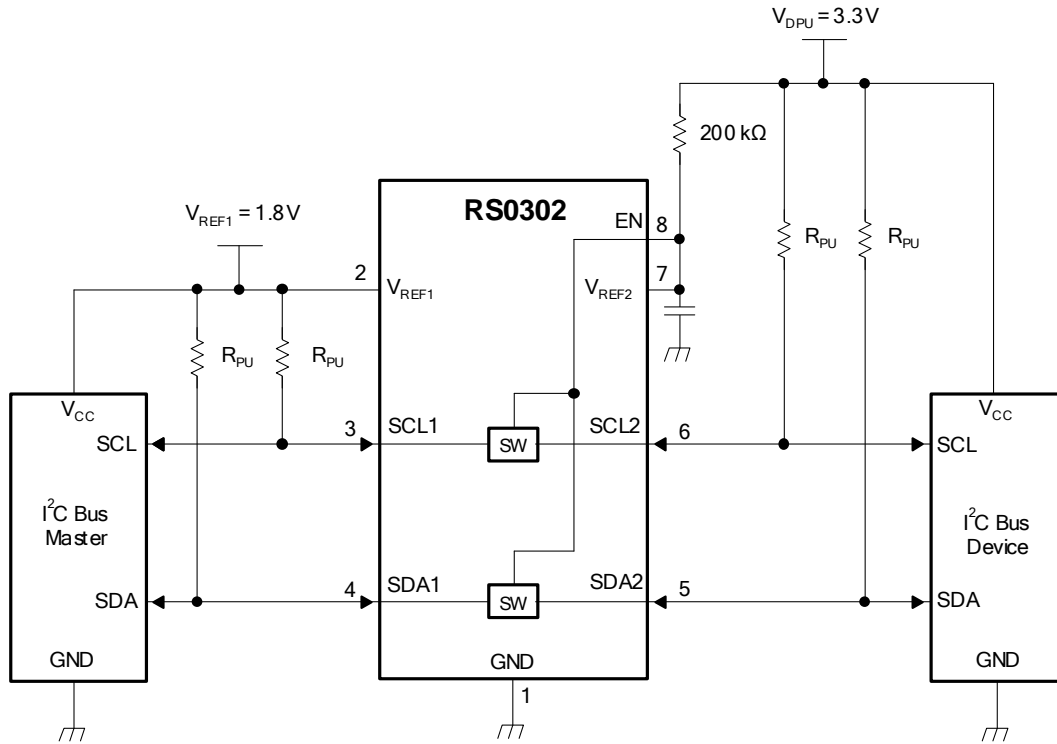 V_DPU = 3.3V
200 kΩ
RS0302
EN 8
V_REF1 = 1.8V
R_PU R_PU
2 V_REF1 V_REF2 7
R_PU R_PU
V_CC V_CC
SCL 3 SCL1 SW SCL2 6 SCL
I²C Bus
Master
I²C Bus
Device
SDA 4 SDA1 SW SDA2 5 SDA
GND GND GND
1